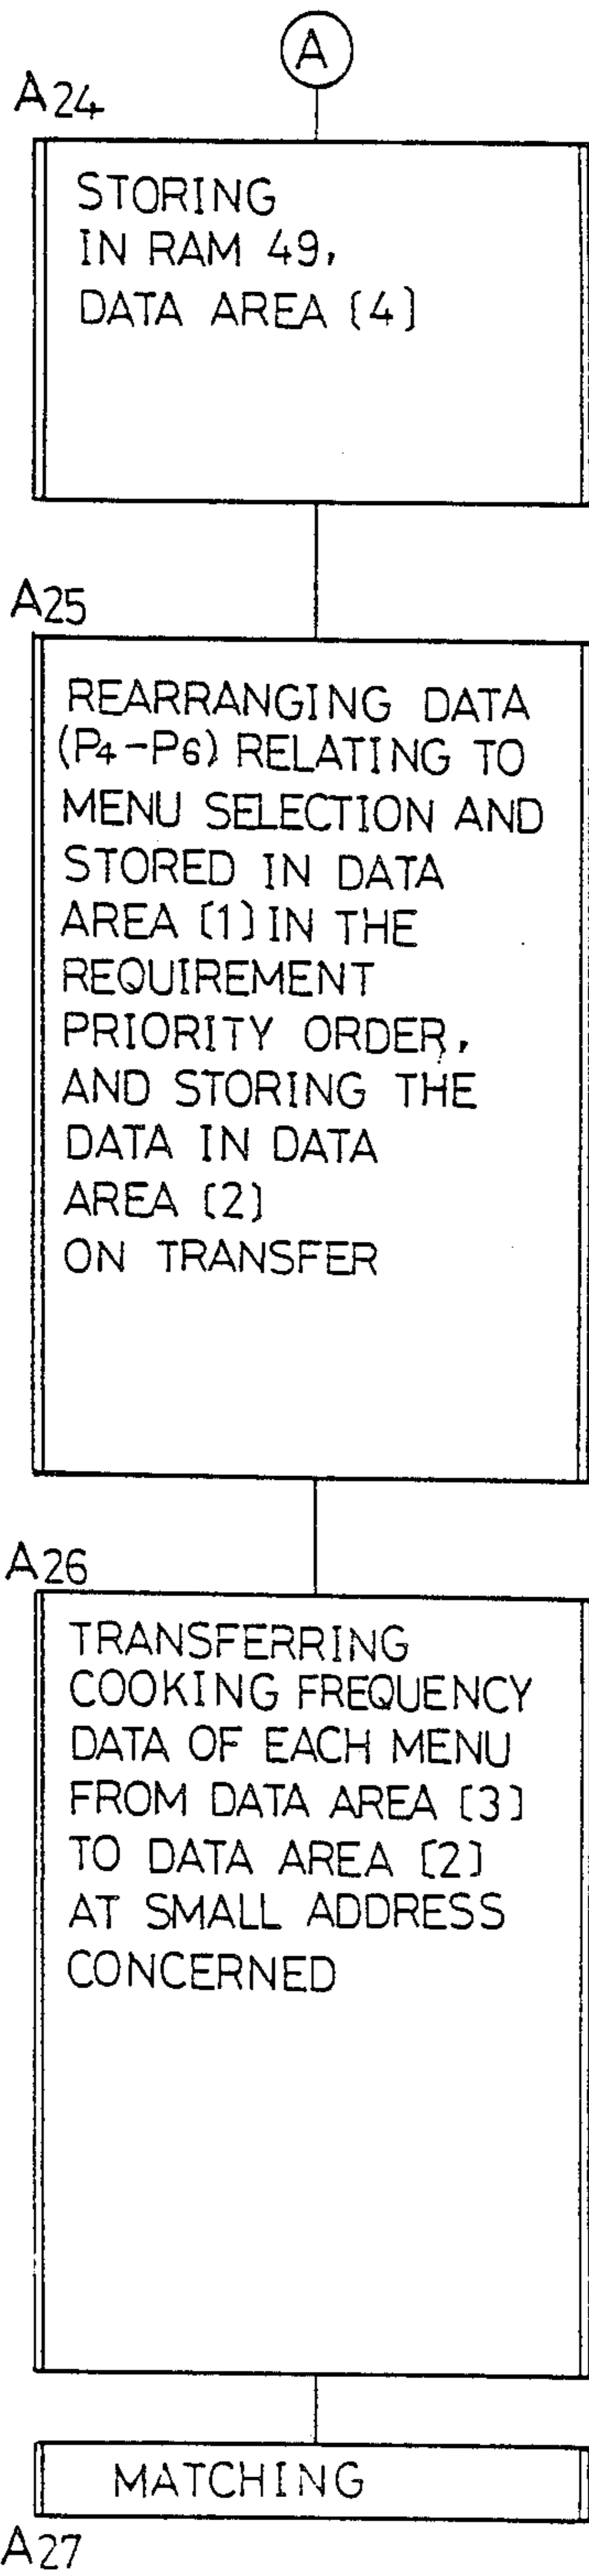 A
A24
STORING
IN RAM 49,
DATA AREA [4]
A25
REARRANGING DATA
(P4-P6) RELATING TO
MENU SELECTION AND
STORED IN DATA
AREA [1] IN THE
REQUIREMENT
PRIORITY ORDER,
AND STORING THE
DATA IN DATA
AREA [2]
ON TRANSFER
A26
TRANSFERRING
COOKING FREQUENCY
DATA OF EACH MENU
FROM DATA AREA [3]
TO DATA AREA [2]
AT SMALL ADDRESS
CONCERNED
MATCHING
A27